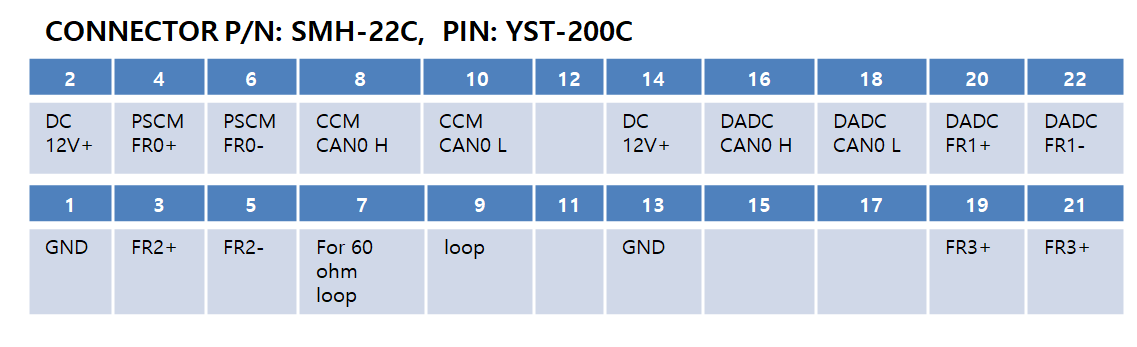 CONNECTOR P/N: SMH-22C, PIN: YST-200C
2 4 6 8 10 12 14 16 18 20 22
DC PSCM PSCM CCM CCM DC DADC DADC DADC DADC
12V+ FR0+ FR0- CAN0 H CAN0 L 12V+ CAN0 H CAN0 L FR1+ FR1-
1 3 5 7 9 11 13 15 17 19 21
GND FR2+ FR2- For 60 loop GND FR3+ FR3+
ohm
loop